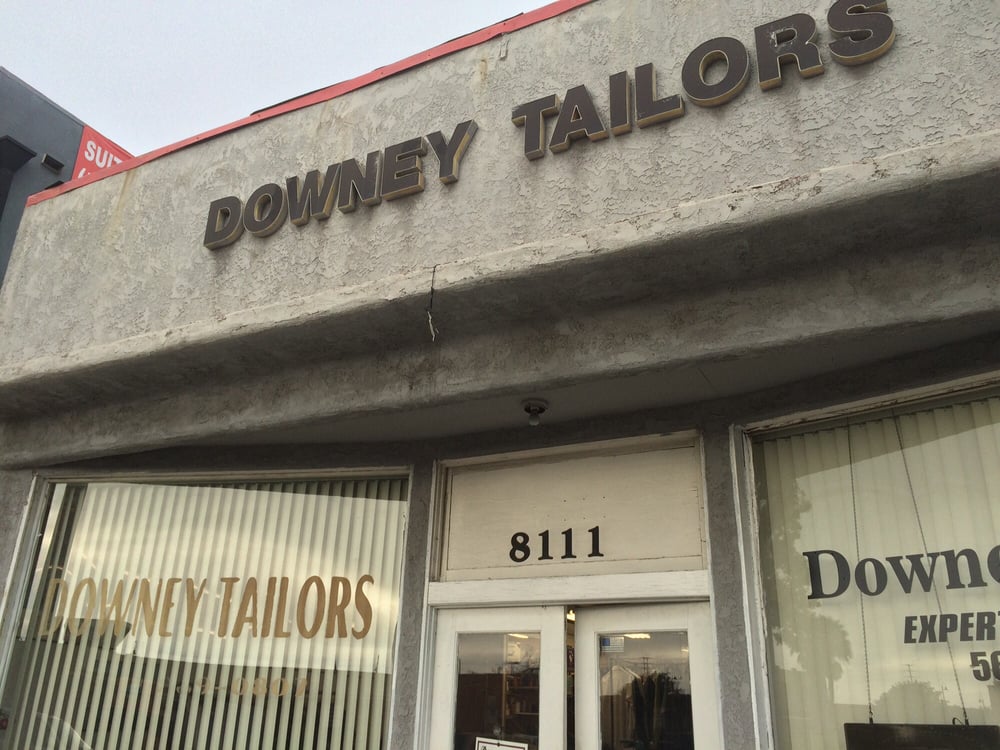 DOWNEY TAILORS
SUIT
8111
DOWNEY TAILORS
Downe
EXPERT
56